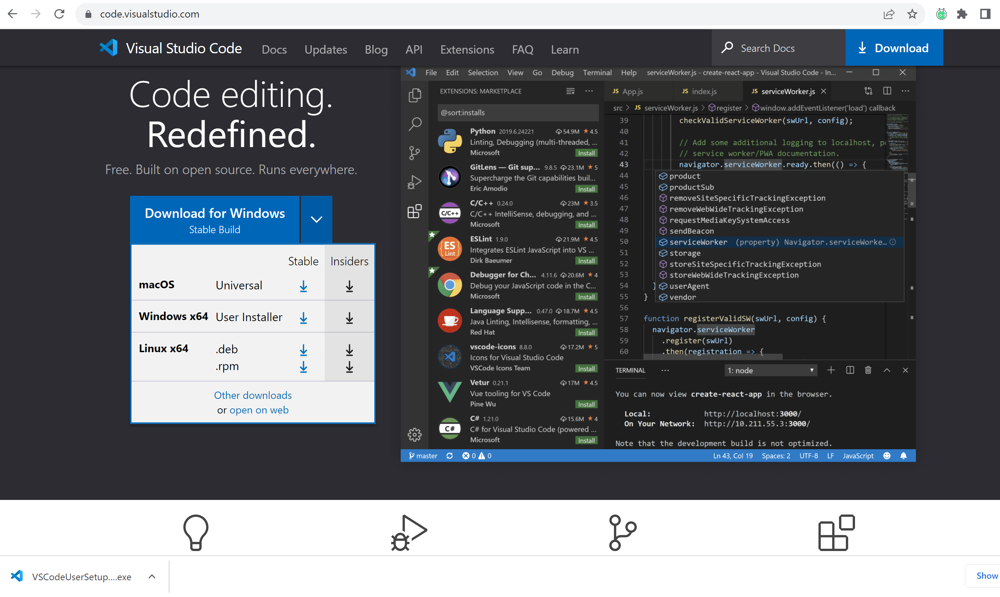 code.visualstudio.com
Visual Studio Code Docs Updates Blog API Extensions FAQ Learn Search Docs Download
Code editing.
Redefined.
Free. Built on open source. Runs everywhere.
Download for Windows
Stable Build
Stable Insiders
macOS Universal
Windows x64 User Installer
Linux x64 .deb
.rpm
Other downloads
or open on web
File Edit Selection View Go Debug Terminal Help serviceWorker.js - create-react-app - Visual Studio Code - In...
EXTENSIONS: MARKETPLACE
@sort:installs
Python 2019.6.24221 54.9M 4.5
Linting, Debugging (multi-threaded, ...
Microsoft Install
GitLens — Git sup... 9.8.5 23.1M 5
Supercharge the Git capabilities buil...
Eric Amodio Install
C/C++
C/C++ 0.24.0 23M 3.5
C/C++ IntelliSense, debugging, and ...
Microsoft Install
ES
Lint
ESLint 1.9.0 21.9M 4.5
Integrates ESLint JavaScript into VS ...
Dirk Baeumer Install
Debugger for Ch... 4.11.6 20.6M 4
Debug your JavaScript code in the C...
Microsoft Install
Language Supp... 0.47.0 18.7M 4.5
Java Linting, Intellisense, formatting, ...
Red Hat Install
vscode-icons 8.8.0 17.2M 5
Icons for Visual Studio Code
VSCode Icons Team Install
Vetur 0.21.1 17M 4.5
Vue tooling for VS Code
Pine Wu Install
C#
C# 1.21.0 15.6M 4
C# for Visual Studio Code (powered ...
Microsoft Install
JS App.js JS index.js JS serviceWorker.js
src > JS serviceWorker.js > register > window.addEventListener('load') callback
39 checkValidServiceWorker(swUrl, config);
40
41 // Add some additional logging to localhost, po
42 // service worker/PWA documentation.
43 navigator.serviceWorker.ready.then(() => {
44 product
45 productSub
46 removeSiteSpecificTrackingException
47 removeWebWideTrackingException
48 requestMediaKeySystemAccess
49 sendBeacon
50 serviceWorker (property) Navigator.serviceWorke...
51 storage
52 storeSiteSpecificTrackingException
53 storeWebWideTrackingException
54 } userAgent
55 } vendor
56
57 function registerValidSW(swUrl, config) {
58 navigator.serviceWorker
59 .register(swUrl)
60 .then(registration => {
TERMINAL ... 1: node
You can now view create-react-app in the browser.
Local: http://localhost:3000/
On Your Network: http://10.211.55.3:3000/
Note that the development build is not optimized.
master 0 0 Ln 43, Col 19 Spaces: 2 UTF-8 LF JavaScript
VSCodeUserSetup....exe
Show